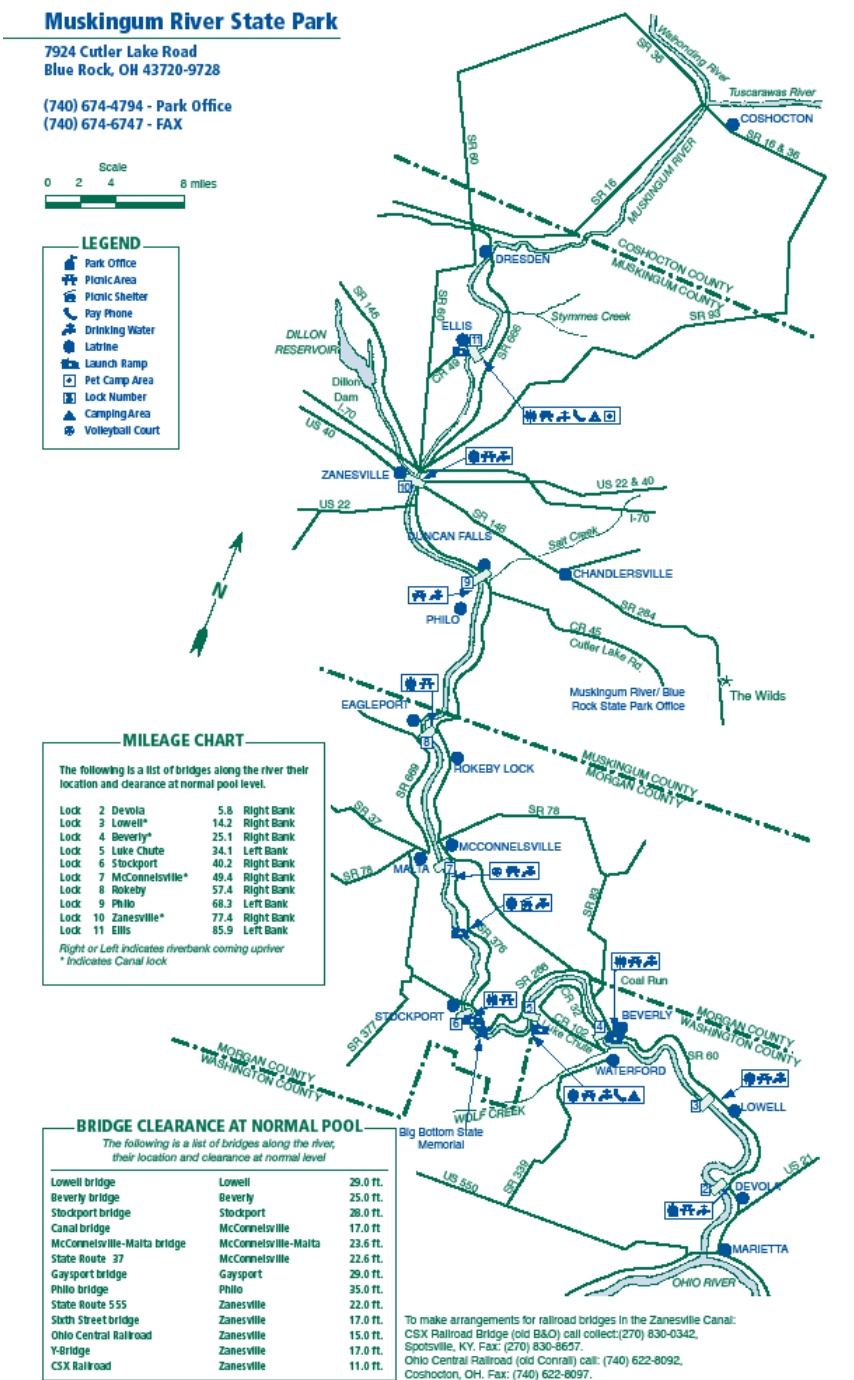 Muskingum River State Park
7924 Cutler Lake Road
Blue Rock, OH 43720-9728
(740) 674-4794 - Park Office
(740) 674-6747 - FAX
Scale
0 2 4 8 miles
LEGEND
Park Office
Picnic Area
Picnic Shelter
Pay Phone
Drinking Water
Latrine
Launch Ramp
Pet Camp Area
Lock Number
Camping Area
Volleyball Court
SR 36
Walhonding River
Tuscarawas River
COSHOCTON
SR 16 & 36
SR 60
SR 16
MUSKINGUM RIVER
COSHOCTON COUNTY
MUSKINGUM COUNTY
DRESDEN
SR 93
SR 146
SR 60
Stymmes Creek
DILLON
RESERVOIR
ELLIS
11
SR 666
CR 49
Dillon
Dam
I-70
US 40
ZANESVILLE
10
US 22 & 40
I-70
US 22
SR 146
DUNCAN FALLS
Salt Creek
9
CHANDLERSVILLE
N
PHILO
SR 284
CR 45
Cutler Lake Rd.
Muskingum River/ Blue
Rock State Park Office
The Wilds
EAGLEPORT
8
ROKEBY LOCK
MUSKINGUM COUNTY
MORGAN COUNTY
SR 669
SR 37
SR 78
MCCONNELSVILLE
MALTA
7
SR 78
SR 83
SR 376
SR 266
Coal Run
CR 32
STOCKPORT
6
5
CR 102
Luke Chute
4
BEVERLY
MORGAN COUNTY
WASHINGTON COUNTY
SR 377
WATERFORD
SR 60
MORGAN COUNTY
WASHINGTON COUNTY
WOLF CREEK
3
LOWELL
Big Bottom State
Memorial
US 550
SR 339
US 21
2
DEVOLA
MARIETTA
OHIO RIVER
MILEAGE CHART
The following is a list of bridges along the river their
location and clearance at normal pool level.
Lock 2 Devola 5.8 Right Bank
Lock 3 Lowell* 14.2 Right Bank
Lock 4 Beverly* 25.1 Right Bank
Lock 5 Luke Chute 34.1 Left Bank
Lock 6 Stockport 40.2 Right Bank
Lock 7 McConnelsville* 49.4 Right Bank
Lock 8 Rokeby 57.4 Right Bank
Lock 9 Philo 68.3 Left Bank
Lock 10 Zanesville* 77.4 Right Bank
Lock 11 Ellis 85.9 Left Bank
Right or Left indicates riverbank coming upriver
* Indicates Canal lock
BRIDGE CLEARANCE AT NORMAL POOL
The following is a list of bridges along the river,
their location and clearance at normal level
Lowell bridge Lowell 29.0 ft.
Beverly bridge Beverly 25.0 ft.
Stockport bridge Stockport 28.0 ft.
Canal bridge McConnelsville 17.0 ft
McConnelsville-Malta bridge McConnelsville-Malta 23.6 ft.
State Route 37 McConnelsville 22.6 ft.
Gaysport bridge Gaysport 29.0 ft.
Philo bridge Philo 35.0 ft.
State Route 555 Zanesville 22.0 ft.
Sixth Street bridge Zanesville 17.0 ft.
Ohio Central Railroad Zanesville 15.0 ft.
Y-Bridge Zanesville 17.0 ft.
CSX Railroad Zanesville 11.0 ft.
To make arrangements for railroad bridges in the Zanesville Canal:
CSX Railroad Bridge (old B&O) call collect:(270) 830-0342,
Spotsville, KY. Fax: (270) 830-8657.
Ohio Central Railroad (old Conrail) call: (740) 622-8092,
Coshocton, OH. Fax: (740) 622-8097.